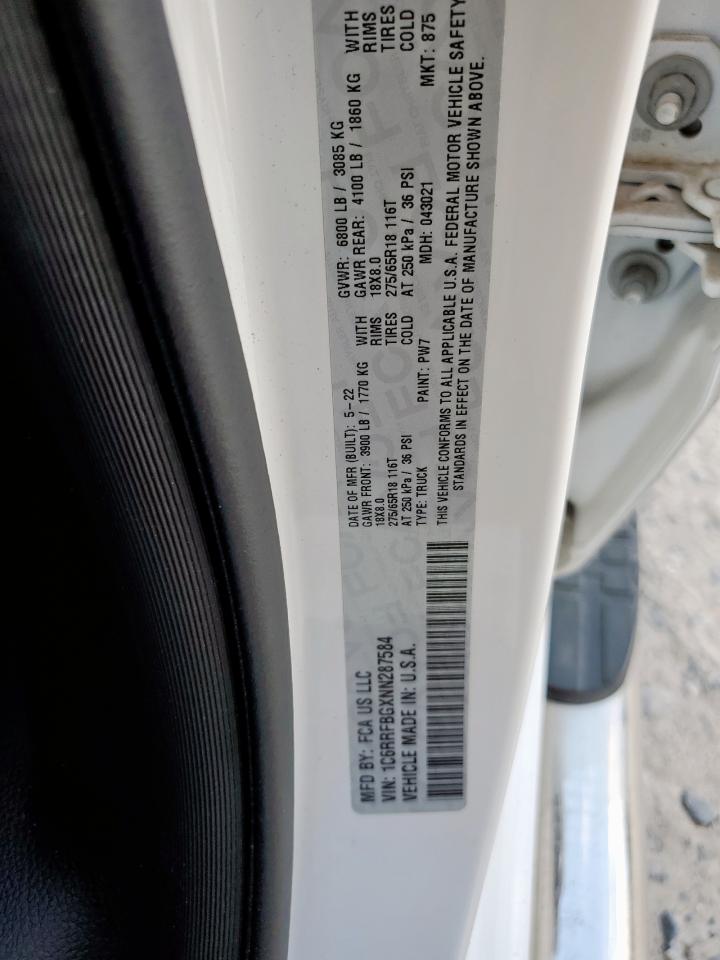 MFD BY: FCA US LLC
VIN: 1C6RRFBGXNN287584
VEHICLE MADE IN: U.S.A.
DATE OF MFR (BUILT): 5-22 GVWR: 6800 LB / 3085 KG
GAWR FRONT: 3900 LB / 1770 KG WITH GAWR REAR: 4100 LB / 1860 KG WITH
18X8.0 RIMS 18X8.0 RIMS
275/65R18 116T TIRES 275/65R18 116T TIRES
AT 250 kPa / 36 PSI COLD AT 250 kPa / 36 PSI COLD
TYPE: TRUCK PAINT: PW7 MDH: 043021 MKT: 875
THIS VEHICLE CONFORMS TO ALL APPLICABLE U.S.A. FEDERAL MOTOR VEHICLE SAFETY
STANDARDS IN EFFECT ON THE DATE OF MANUFACTURE SHOWN ABOVE.